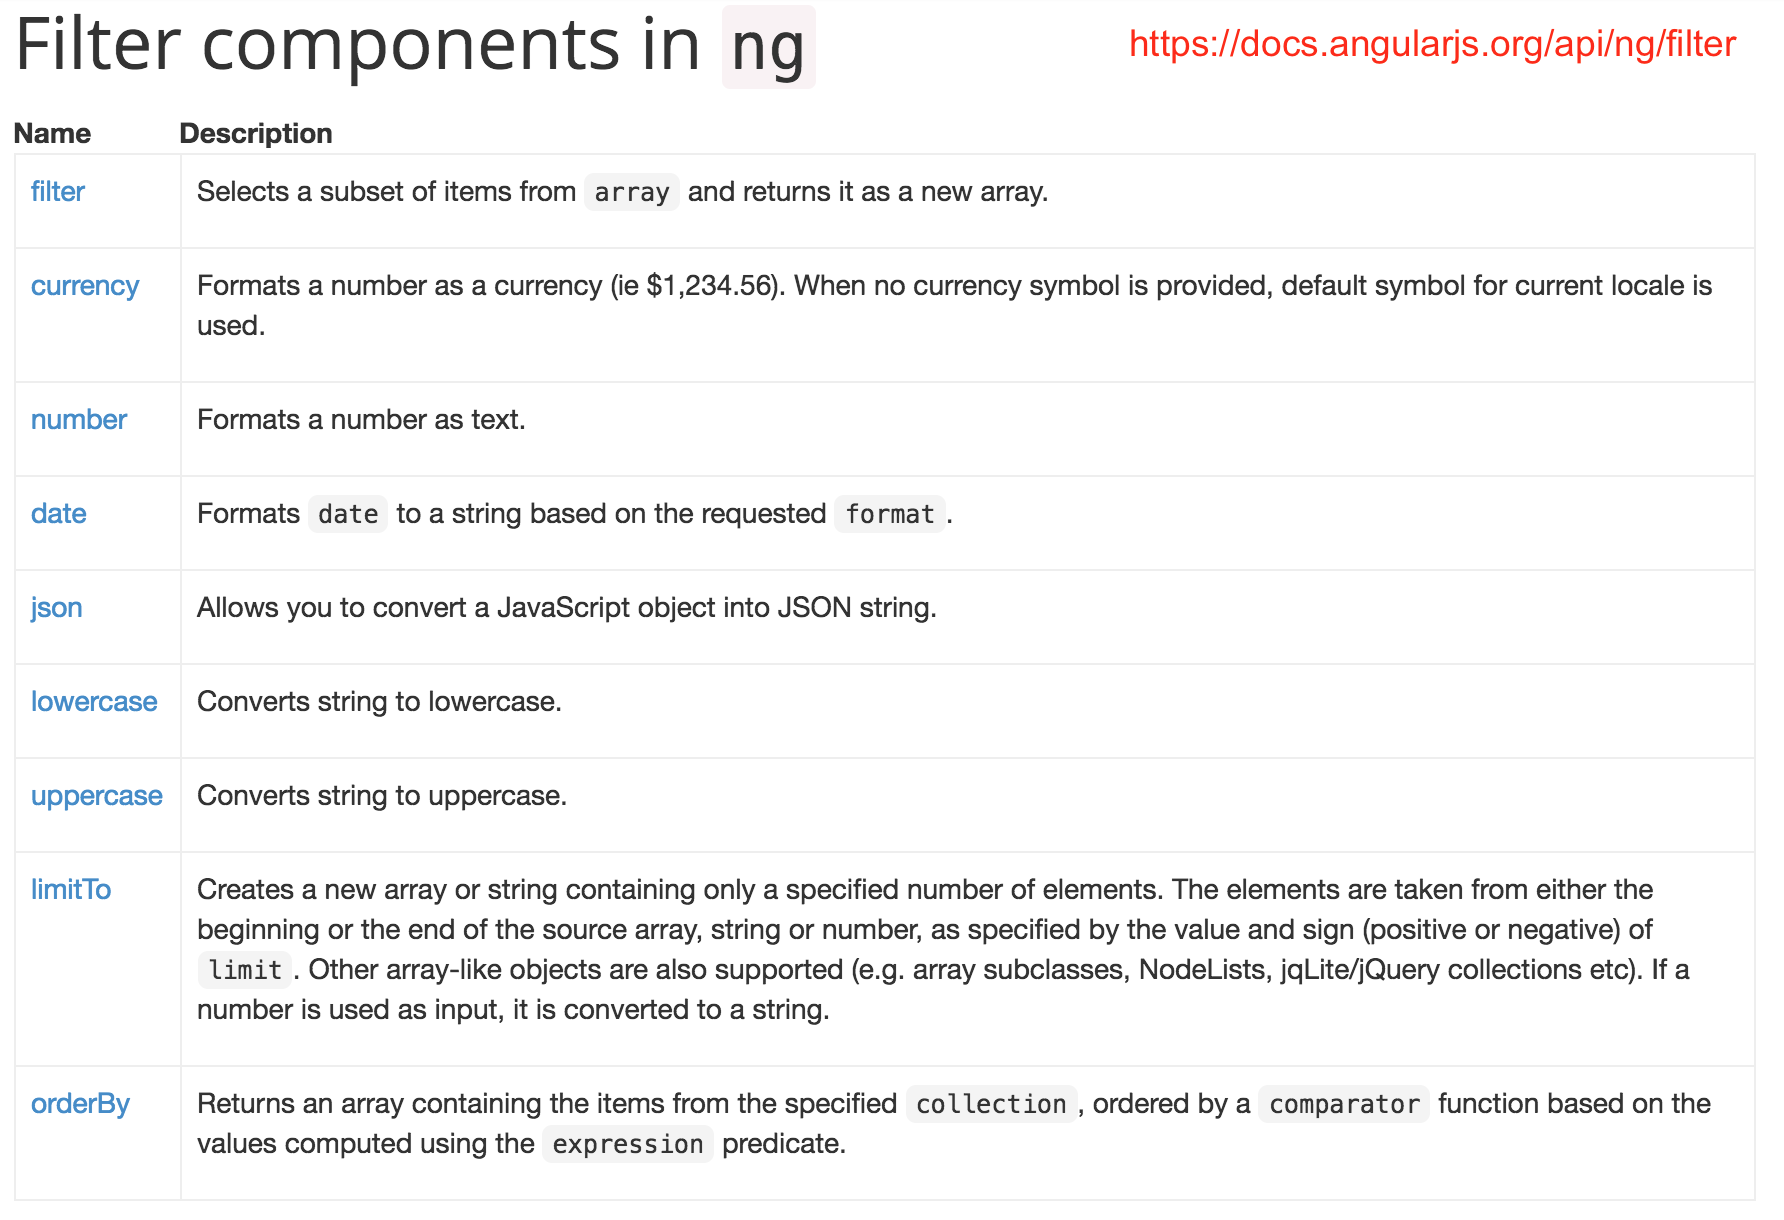 Filter components in ng
https://docs.angularjs.org/api/ng/filter
Name Description
filter Selects a subset of items from array and returns it as a new array.
currency Formats a number as a currency (ie $1,234.56). When no currency symbol is provided, default symbol for current locale is
used.
number Formats a number as text.
date Formats date to a string based on the requested format.
json Allows you to convert a JavaScript object into JSON string.
lowercase Converts string to lowercase.
uppercase Converts string to uppercase.
limitTo Creates a new array or string containing only a specified number of elements. The elements are taken from either the
beginning or the end of the source array, string or number, as specified by the value and sign (positive or negative) of
limit. Other array-like objects are also supported (e.g. array subclasses, NodeLists, jqLite/jQuery collections etc). If a
number is used as input, it is converted to a string.
orderBy Returns an array containing the items from the specified collection, ordered by a comparator function based on the
values computed using the expression predicate.